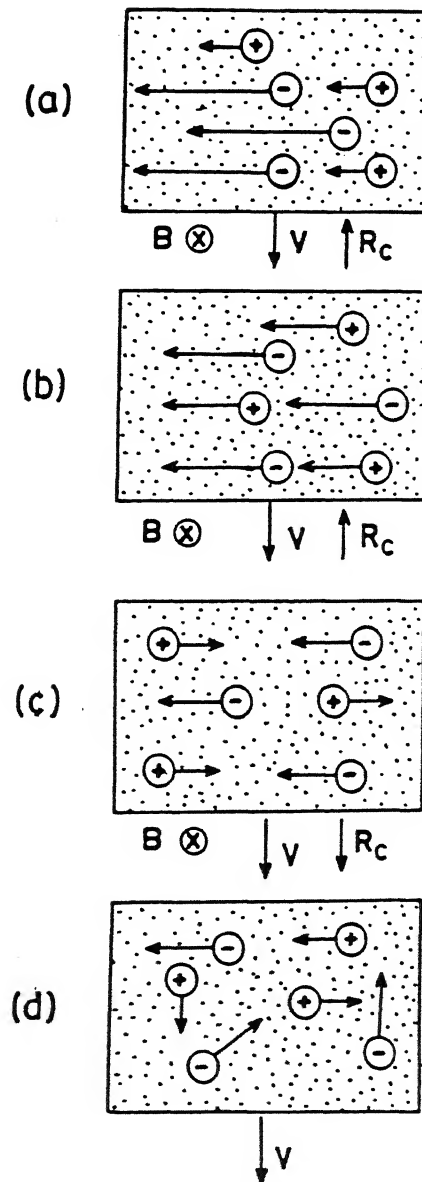 (a)
+
- +
-
- +
B ⊗ V R_C
(b)
+
-
+ -
- +
B ⊗ V R_C
(c)
+ -
- +
+ -
B ⊗ V R_C
(d)
- +
+ +
- -
V